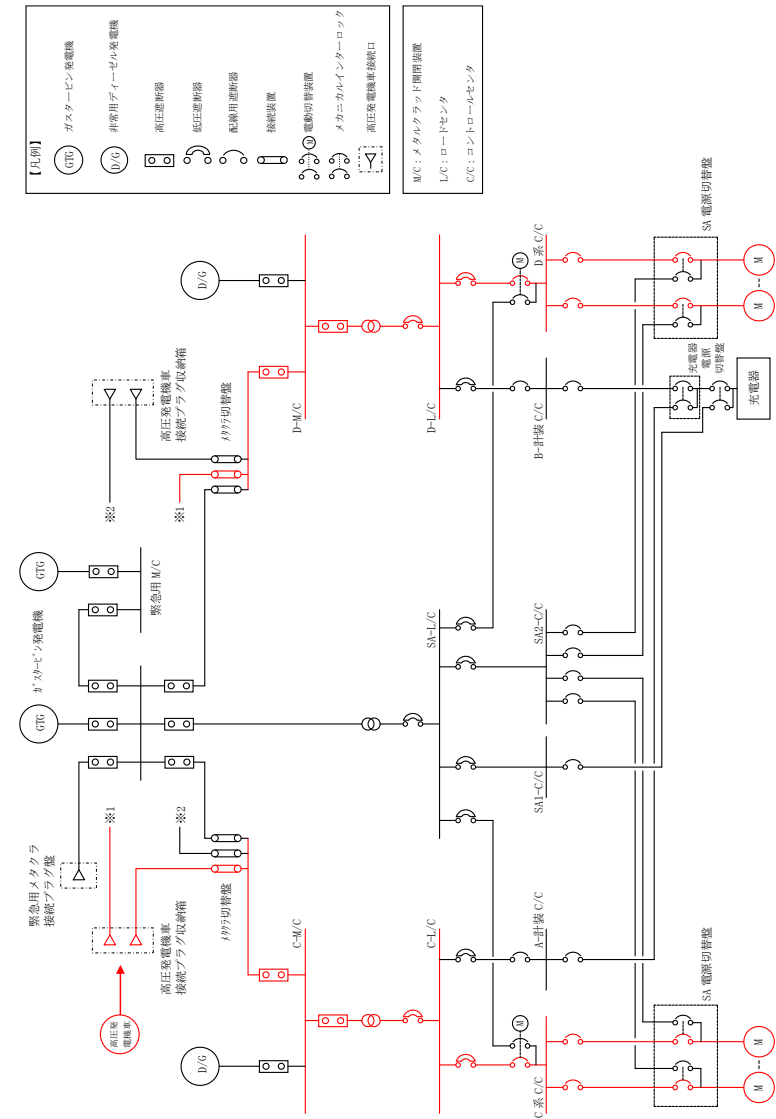 【凡例】
GTG
ガスタービン発電機
D/G
非常用ディーゼル発電機
高圧遮断器
低圧遮断器
配線用遮断器
接続装置
M
電動切替装置
メカニカルインターロック
高圧発電機車接続口
M/C：メタルクラッド開閉装置
L/C：ロードセンタ
C/C：コントロールセンタ
高圧発
電機車
高圧発電機車
接続プラグ収納箱
緊急用メタクラ
接続プラグ盤
※1
※2
GTG
ｶﾞｽﾀｰﾋﾞﾝ発電機
GTG
緊急用 M/C
※1
※2
高圧発電機車
接続プラグ収納箱
ﾒﾀｸﾗ切替盤
ﾒﾀｸﾗ切替盤
D/G
D/G
C-M/C
D-M/C
C-L/C
SA-L/C
D-L/C
M
M
C 系 C/C
A-計装 C/C
SA1-C/C
SA2-C/C
B-計装 C/C
D 系 C/C
SA 電源切替盤
充電器
電源
切替盤
SA 電源切替盤
M
M
充電器
M
M